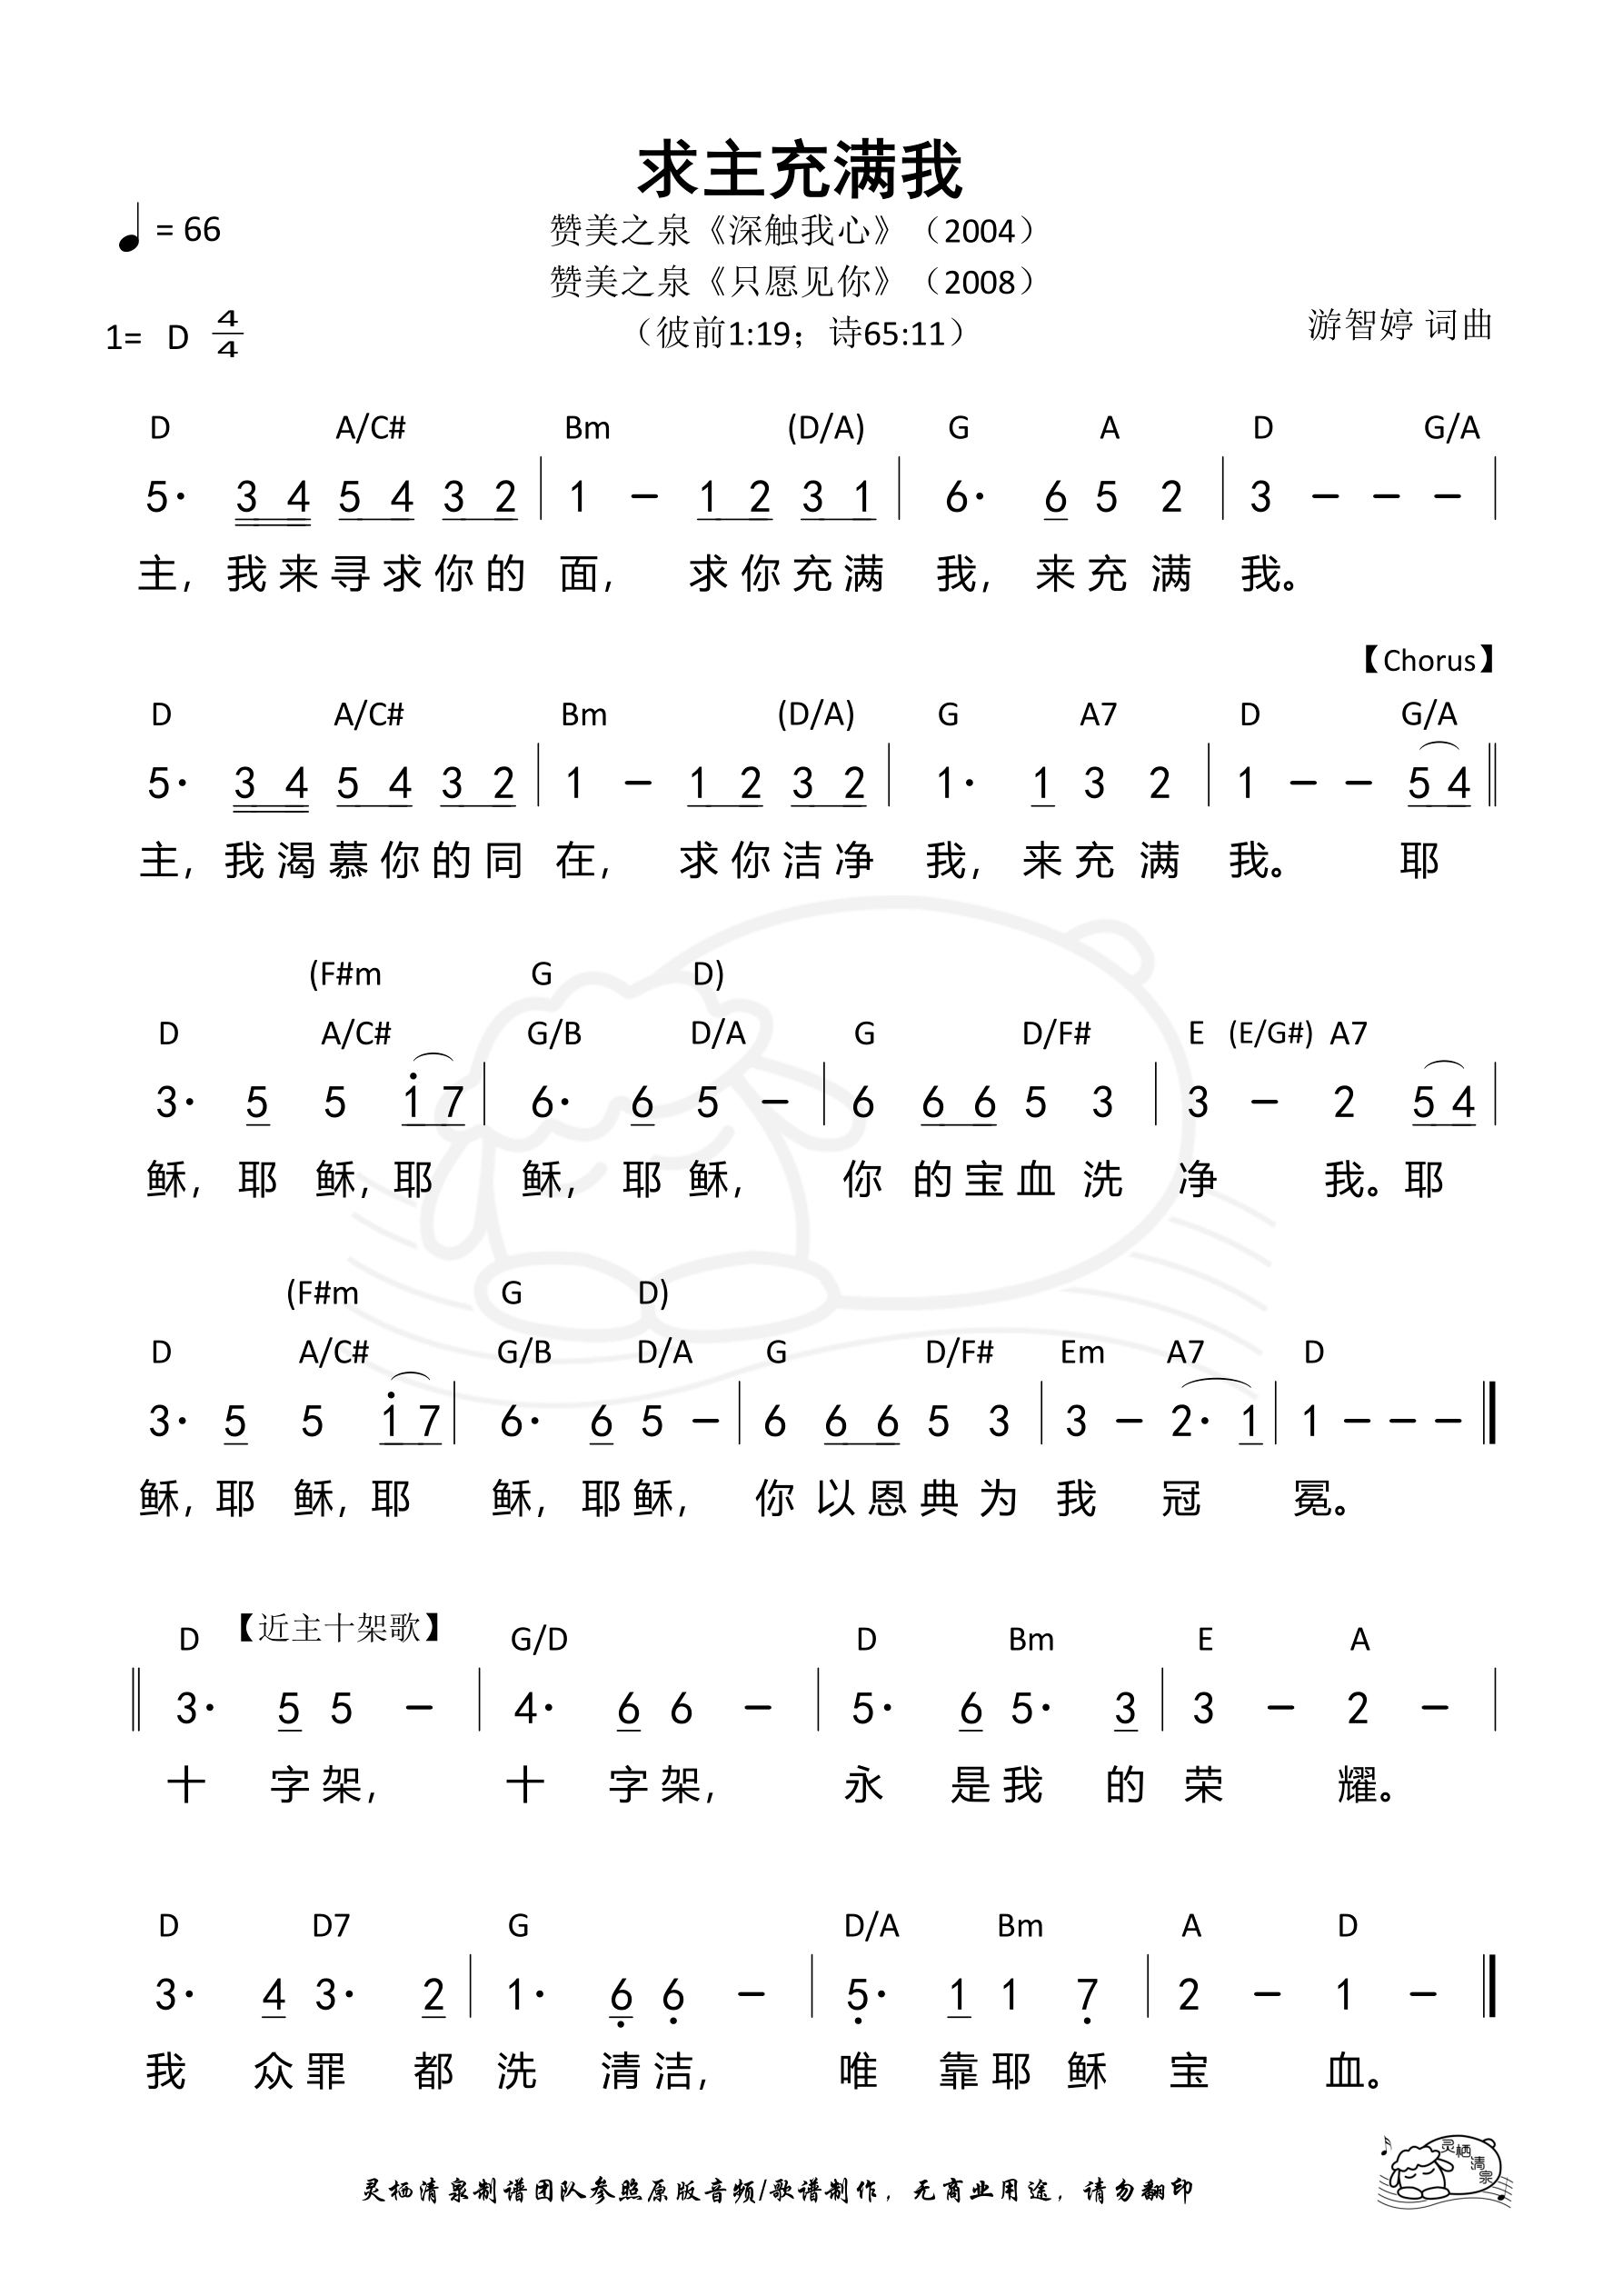 求主充满我
♩ = 66
赞美之泉《深触我心》（2004）
赞美之泉《只愿见你》（2008）
1= D 4/4
（彼前1:19；诗65:11）
游智婷 词曲
D A/C# Bm (D/A) G A D G/A
5· 3 4 5 4 3 2 | 1 – 1 2 3 1 | 6· 6 5 2 | 3 – – – |
主，我来寻求你的面，求你充满我，来充满我。
【Chorus】
D A/C# Bm (D/A) G A7 D G/A
5· 3 4 5 4 3 2 | 1 – 1 2 3 2 | 1· 1 3 2 | 1 – – 5 4 ‖
主，我渴慕你的同在，求你洁净我，来充满我。耶
(F#m G D)
D A/C# G/B D/A G D/F# E (E/G#) A7
3· 5 5 1̇ 7 | 6· 6 5 – | 6 6 6 5 3 | 3 – 2 5 4 |
稣，耶稣，耶稣，耶稣，你的宝血洗净我。耶
(F#m G D)
D A/C# G/B D/A G D/F# Em A7 D
3· 5 5 1̇ 7 | 6· 6 5 – | 6 6 6 5 3 | 3 – 2· 1 | 1 – – – ‖
稣，耶稣，耶稣，耶稣，你以恩典为我冠冕。
【近主十架歌】
D G/D D Bm E A
‖ 3· 5 5 – | 4· 6 6 – | 5· 6 5· 3 | 3 – 2 – |
十字架，十字架，永是我的荣耀。
D D7 G D/A Bm A D
3· 4 3· 2 | 1· 6̣ 6̣ – | 5̣· 1 1 7̣ | 2 – 1 – ‖
我众罪都洗清洁，唯靠耶稣宝血。
灵栖清泉
灵栖清泉制谱团队参照原版音频/歌谱制作，无商业用途，请勿翻印